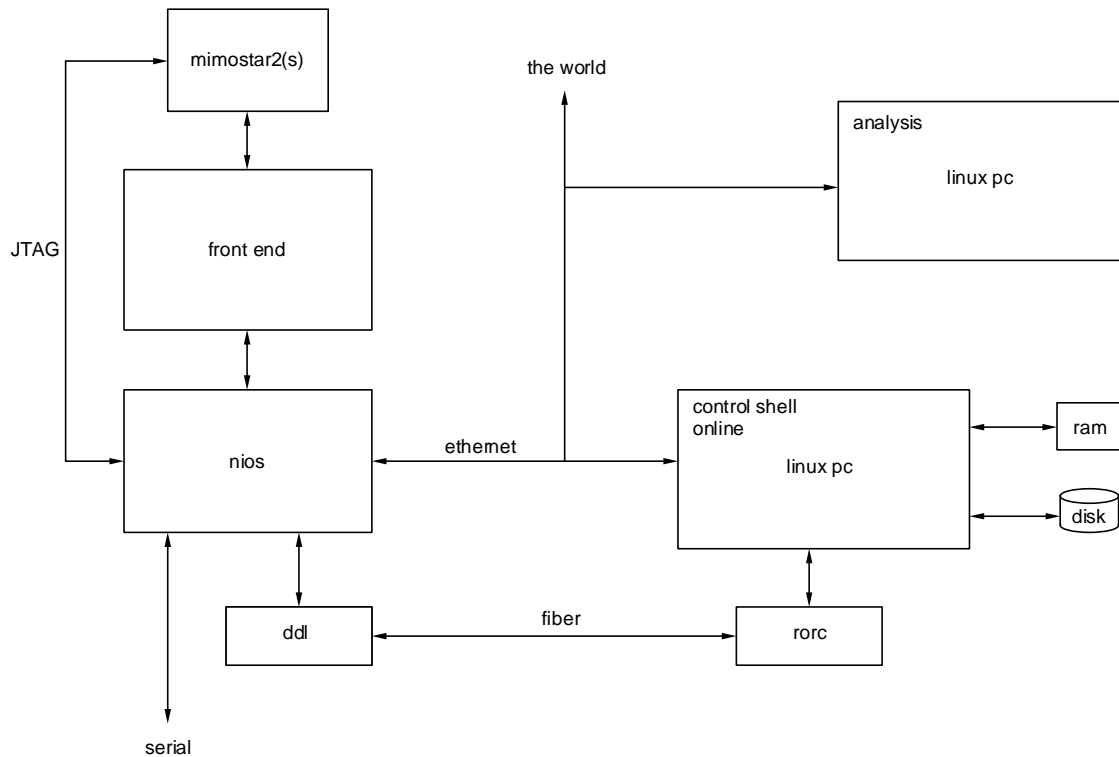 mimostar2(s)
the world
analysis
linux pc
JTAG
front end
control shell
online
linux pc
ram
ethernet
nios
disk
ddl
fiber
rorc
serial